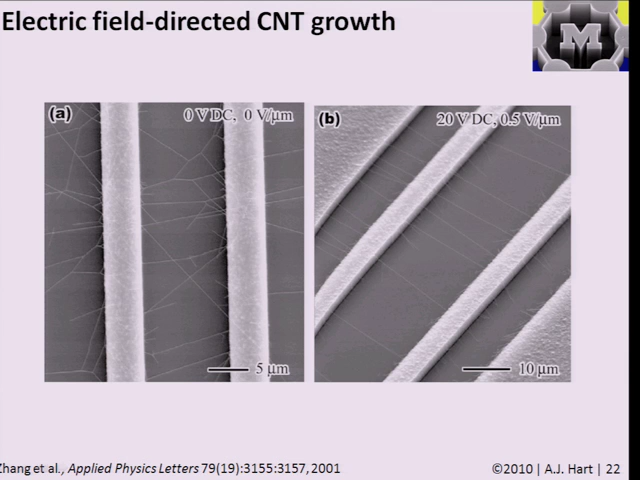 Electric field-directed CNT growth
M
(a) 0 V DC, 0 V/μm
(b) 20 V DC, 0.5 V/μm
5 μm
10 μm
Zhang et al., Applied Physics Letters 79(19):3155:3157, 2001
©2010 | A.J. Hart | 22